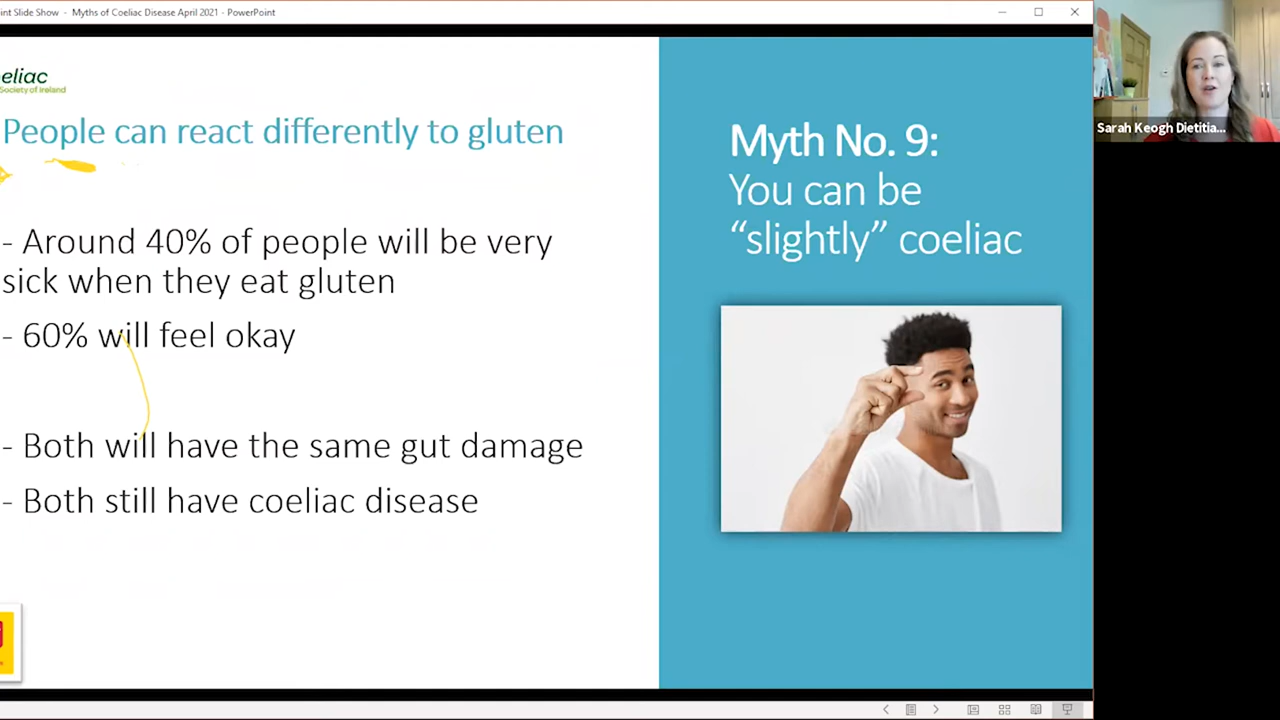 int Slide Show - Myths of Coeliac Disease April 2021 - PowerPoint
eliac
Society of Ireland
People can react differently to gluten
- Around 40% of people will be very
sick when they eat gluten
- 60% will feel okay
- Both will have the same gut damage
- Both still have coeliac disease
Myth No. 9:
You can be
“slightly” coeliac
Sarah Keogh Dietitia...